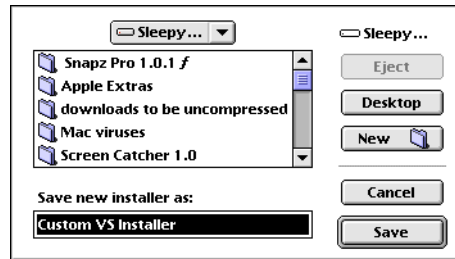 Sleepy...
Sleepy...
Snapz Pro 1.0.1 ƒ
Apple Extras
downloads to be uncompressed
Mac viruses
Screen Catcher 1.0
Eject
Desktop
New
Save new installer as:
Custom VS Installer
Cancel
Save